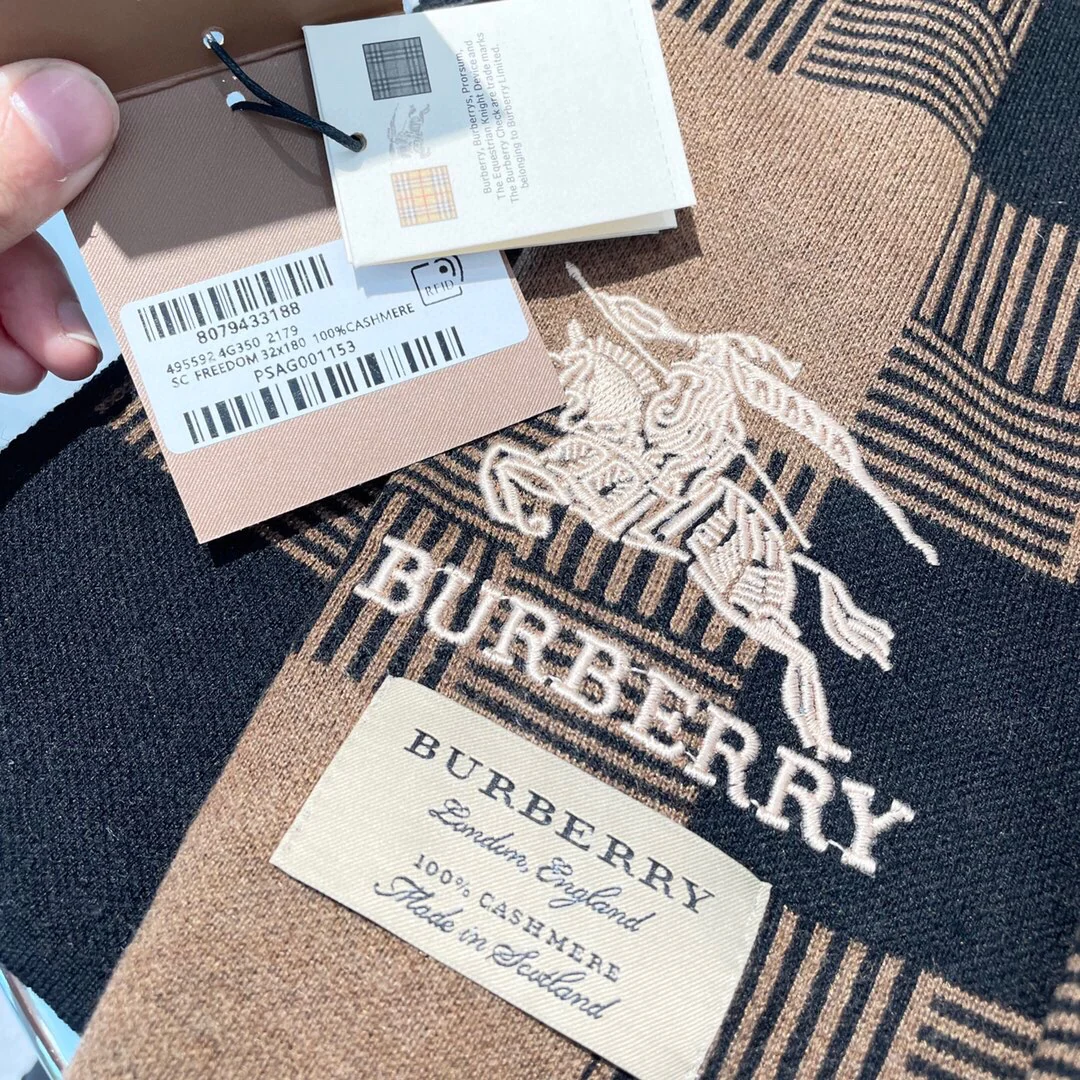 Burberry, Burberrys, Prorsum,
The Equestrian Knight Device and
The Burberry Check are trade marks
belonging to Burberry Limited.
RFID
8079433188
495592 4G350 2179
SC FREEDOM 32x180 100%CASHMERE
PSAG001153
BURBERRY
BURBERRY
London, England
100% CASHMERE
Made in Scotland